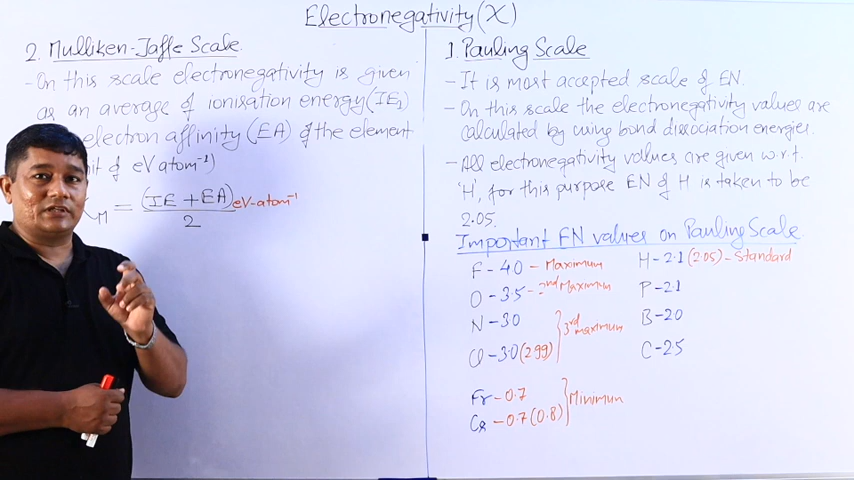 Electronegativity (X)
2. Mulliken-Jaffe Scale
- On this scale electronegativity is given
as an average of ionisation energy (IE1)
electron affinity (EA) of the element
of eV atom-1)
M = (IE + EA) eV-atom-1
2
1. Pauling Scale
- It is most accepted scale of EN.
- On this scale the electronegativity values are
calculated by using bond dissociation energies.
- All electronegativity values are given w.r.t.
'H', for this purpose EN of H is taken to be
2.05.
Important EN values on Pauling Scale
F - 4.0 - Maximum
O - 3.5 - 2nd Maximum
N - 3.0
Cl - 3.0 (2.99)
3rd maximum
Fr - 0.7
Cs - 0.7 (0.8)
Minimum
H - 2.1 (2.05) - Standard
P - 2.1
B - 2.0
C - 2.5